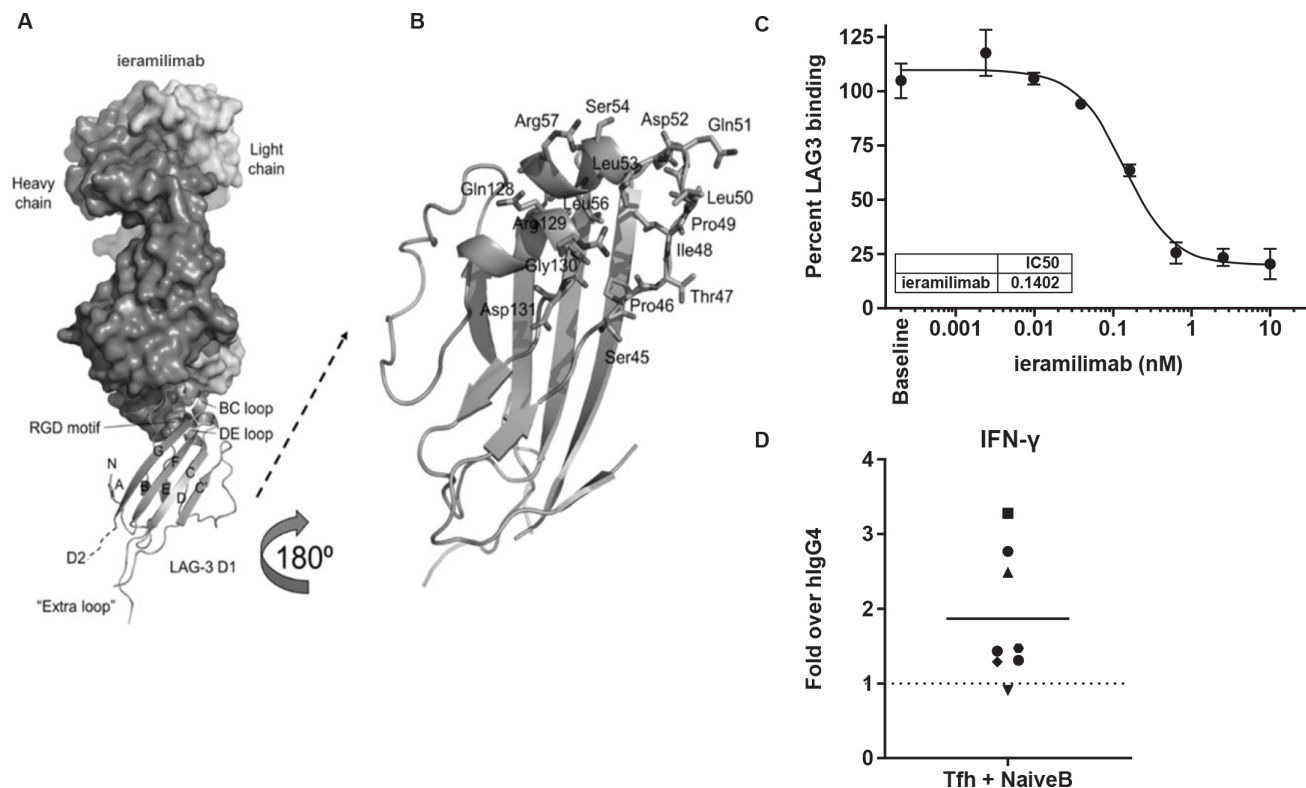 A
ieramilimab
Heavy
chain
Light
chain
RGD motif
BC loop
DE loop
N
A
B
E
G
F
C
D
C'
D2
LAG-3 D1
"Extra loop"
180º
B
Ser54
Arg57
Asp52
Gln51
Leu53
Gln128
Leu56
Leu50
Arg129
Pro49
Ile48
Gly130
Thr47
Asp131
Pro46
Ser45
C
Percent LAG3 binding
125
100
75
50
25
0
IC50
ieramilimab 0.1402
Baseline
0.001 0.01 0.1 1 10
ieramilimab (nM)
D
IFN-γ
Fold over hIgG4
4
3
2
1
0
Tfh + NaiveB